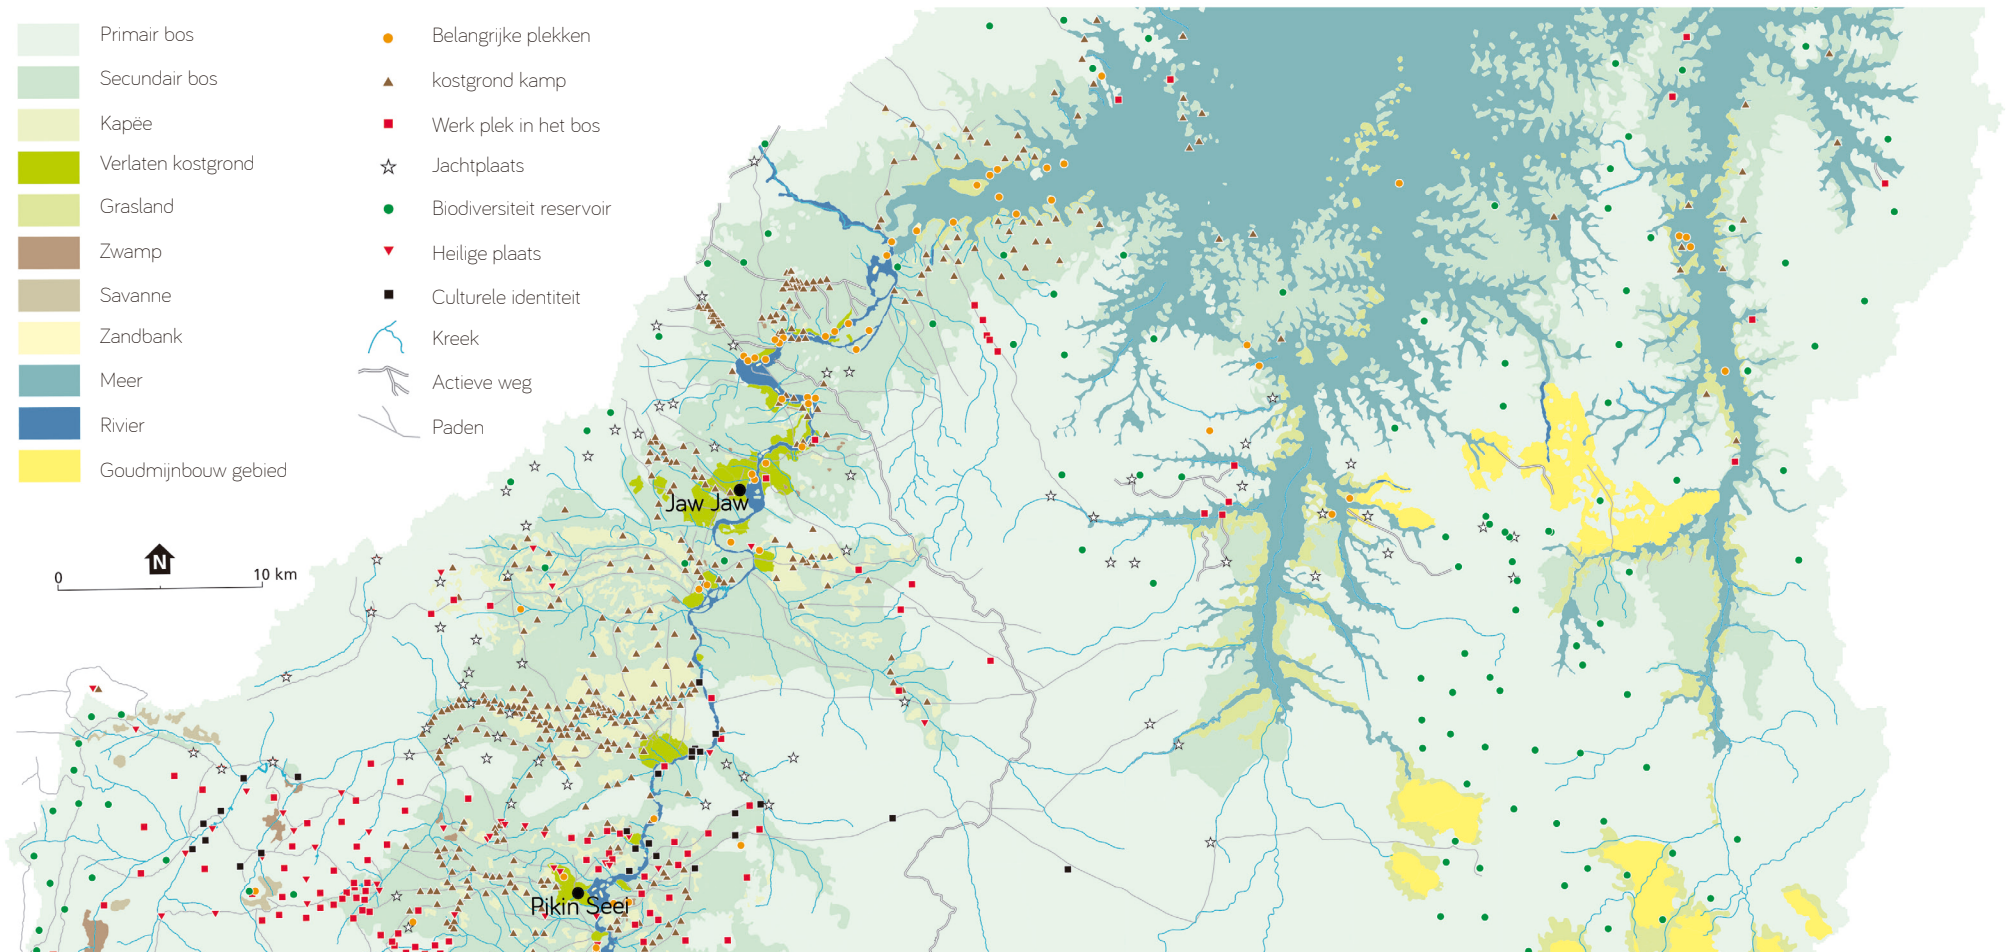 Primair bos
Secundair bos
Kapëe
Verlaten kostgrond
Grasland
Zwamp
Savanne
Zandbank
Meer
Rivier
Goudmijnbouw gebied
Belangrijke plekken
kostgrond kamp
Werk plek in het bos
Jachtplaats
Biodiversiteit reservoir
Heilige plaats
Culturele identiteit
Kreek
Actieve weg
Paden
N
0 10 km
Jaw Jaw
Pikin Seei